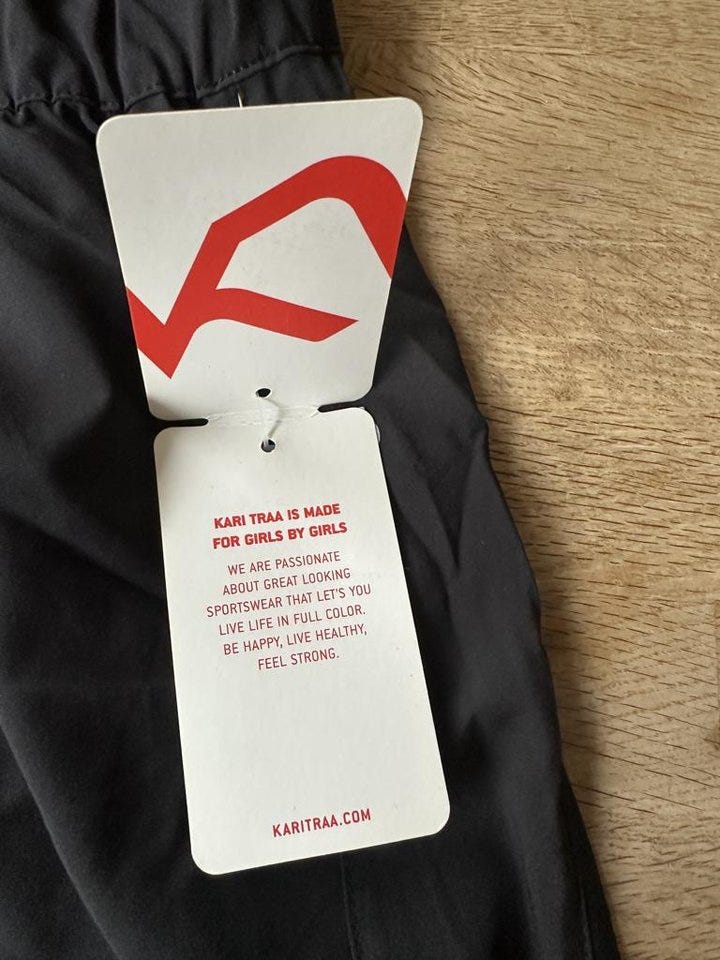 KARI TRAA IS MADE
FOR GIRLS BY GIRLS
WE ARE PASSIONATE
ABOUT GREAT LOOKING
SPORTSWEAR THAT LET'S YOU
LIVE LIFE IN FULL COLOR.
BE HAPPY, LIVE HEALTHY,
FEEL STRONG.
KARITRAA.COM